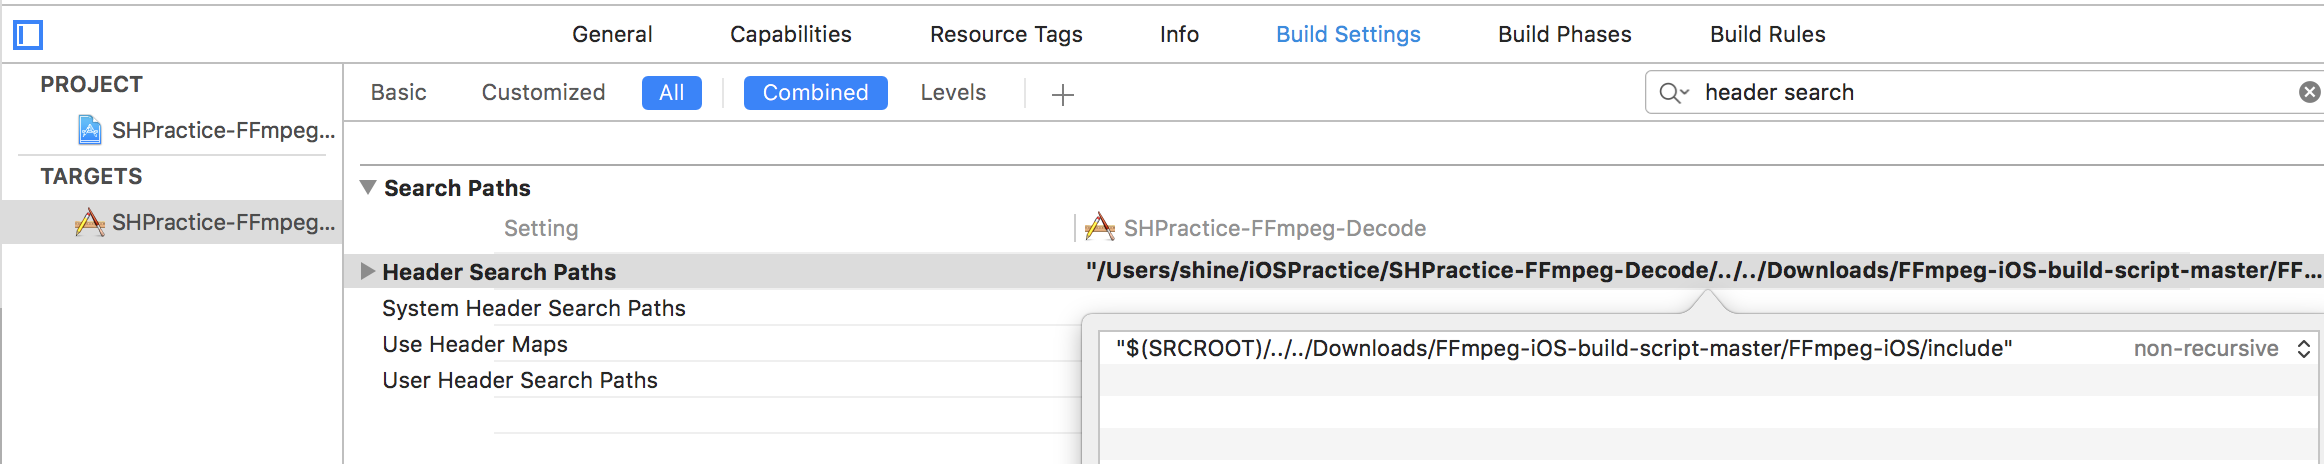 General Capabilities Resource Tags Info Build Settings Build Phases Build Rules
PROJECT
SHPractice-FFmpeg...
TARGETS
SHPractice-FFmpeg...
Basic Customized All Combined Levels +
header search
Search Paths
Setting SHPractice-FFmpeg-Decode
Header Search Paths "/Users/shine/iOSPractice/SHPractice-FFmpeg-Decode/../../Downloads/FFmpeg-iOS-build-script-master/FF...
System Header Search Paths
Use Header Maps
User Header Search Paths
"$(SRCROOT)/../../Downloads/FFmpeg-iOS-build-script-master/FFmpeg-iOS/include" non-recursive